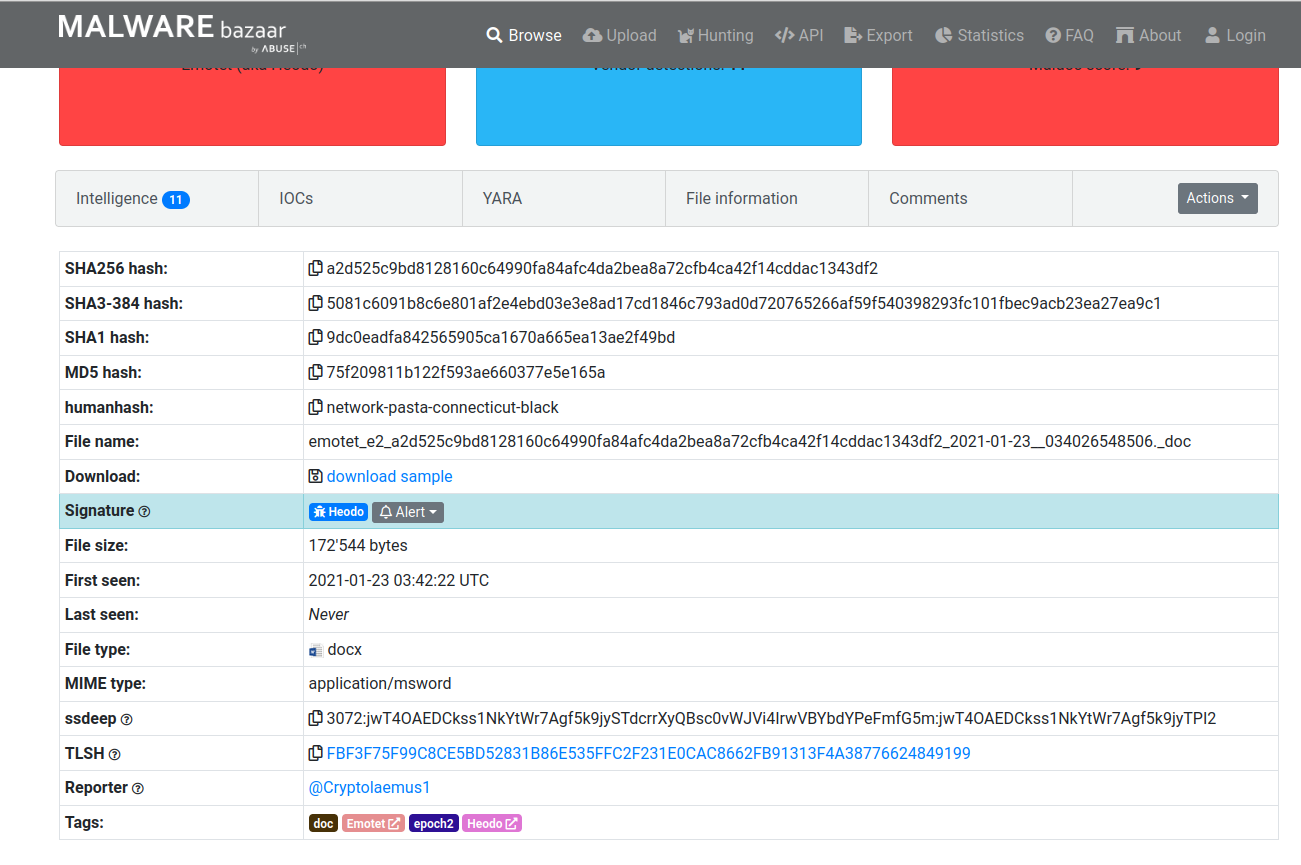 MALWARE bazaar
by ABUSE|ch
Browse Upload Hunting API Export Statistics FAQ About Login
Intelligence 11 IOCs YARA File information Comments Actions
SHA256 hash: a2d525c9bd8128160c64990fa84afc4da2bea8a72cfb4ca42f14cddac1343df2
SHA3-384 hash: 5081c6091b8c6e801af2e4ebd03e3e8ad17cd1846c793ad0d720765266af59f540398293fc101fbec9acb23ea27ea9c1
SHA1 hash: 9dc0eadfa842565905ca1670a665ea13ae2f49bd
MD5 hash: 75f209811b122f593ae660377e5e165a
humanhash: network-pasta-connecticut-black
File name: emotet_e2_a2d525c9bd8128160c64990fa84afc4da2bea8a72cfb4ca42f14cddac1343df2_2021-01-23__034026548506._doc
Download: download sample
Signature Heodo Alert
File size: 172'544 bytes
First seen: 2021-01-23 03:42:22 UTC
Last seen: Never
File type: docx
MIME type: application/msword
ssdeep 3072:jwT4OAEDCkss1NkYtWr7Agf5k9jySTdcrrXyQBsc0vWJVi4IrwVBYbdYPeFmfG5m:jwT4OAEDCkss1NkYtWr7Agf5k9jyTPI2
TLSH FBF3F75F99C8CE5BD52831B86E535FFC2F231E0CAC8662FB91313F4A38776624849199
Reporter @Cryptolaemus1
Tags: doc Emotet epoch2 Heodo